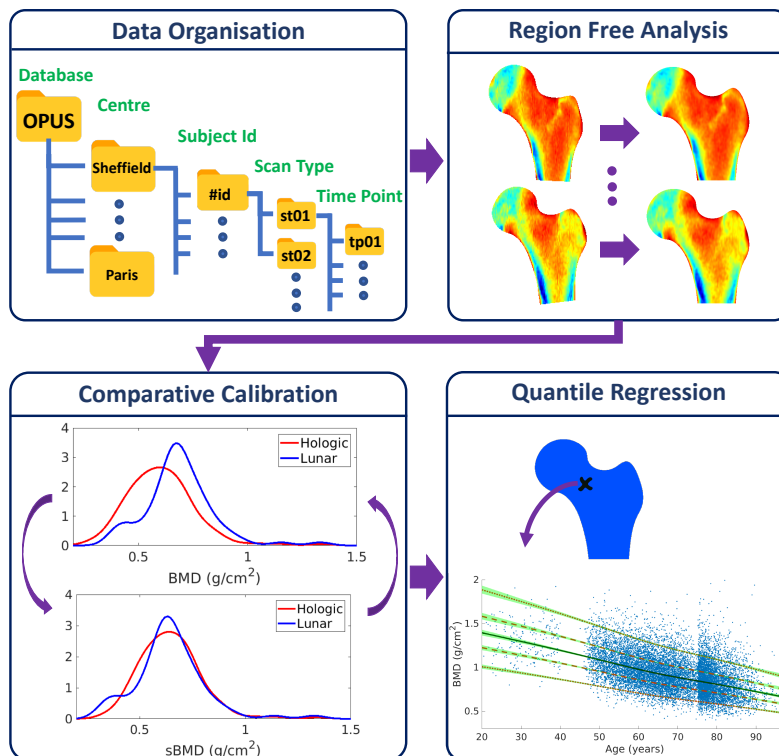 Data Organisation
Database
OPUS
Centre
Sheffield
Paris
Subject Id
#id
Scan Type
st01
st02
Time Point
tp01
Region Free Analysis
Comparative Calibration
4
3
2
1
0
0.5
1
1.5
BMD (g/cm²)
Hologic
Lunar
4
3
2
1
0
0.5
1
1.5
sBMD (g/cm²)
Hologic
Lunar
Quantile Regression
2
1.5
1
0.5
BMD (g/cm²)
20 30 40 50 60 70 80 90
Age (years)